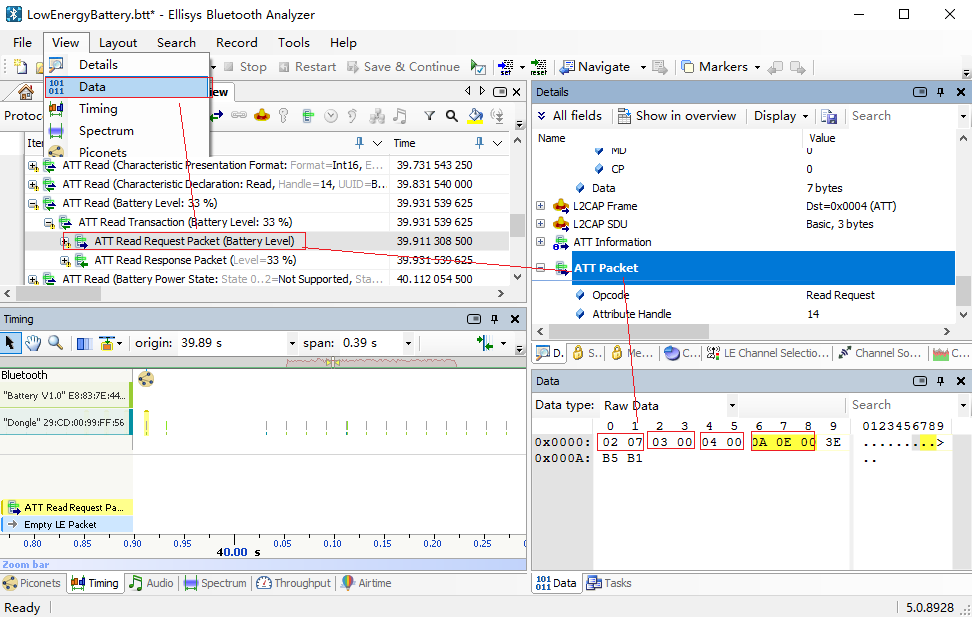 LowEnergyBattery.btt* - Ellisys Bluetooth Analyzer
File View Layout Search Record Tools Help
Stop Restart Save & Continue Navigate Markers
Details
Data
Timing
Spectrum
Piconets
Protoc
Item Time
ATT Read (Characteristic Presentation Format: Format=Int16, E... 39.731 543 250
ATT Read (Characteristic Declaration: Read, Handle=14, UUID=B... 39.831 540 000
ATT Read (Battery Level: 33 %) 39.931 539 625
ATT Read Transaction (Battery Level: 33 %) 39.931 539 625
ATT Read Request Packet (Battery Level) 39.911 308 500
ATT Read Response Packet (Level=33 %) 39.931 539 625
ATT Read (Battery Power State: State 0..2=Not Supported, Sta... 40.112 054 500
Details
All fields Show in overview Display Search
Name Value
MD 0
CP 0
Data 7 bytes
L2CAP Frame Dst=0x0004 (ATT)
L2CAP SDU Basic, 3 bytes
ATT Information
ATT Packet
Opcode Read Request
Attribute Handle 14
D. S... Me... C... LE Channel Selectio... Channel So... C...
Timing
origin: 39.89 s span: 0.39 s
Bluetooth
"Battery V1.0" E8:83:7E:44...
"Dongle" 29:CD:00:99:FF:56
ATT Read Request Pa...
Empty LE Packet
0.80 0.85 0.90 0.95 40.00 s 0.05 0.10 0.15 0.20 0.25
Zoom bar
Piconets Timing Audio Spectrum Throughput Airtime
Data
Data type: Raw Data Search
0 1 2 3 4 5 6 7 8 9 0123456789
0x0000: 02 07 03 00 04 00 0A 0E 00 3E .........>
0x000A: B5 B1 ..
Data Tasks
Ready 5.0.8928